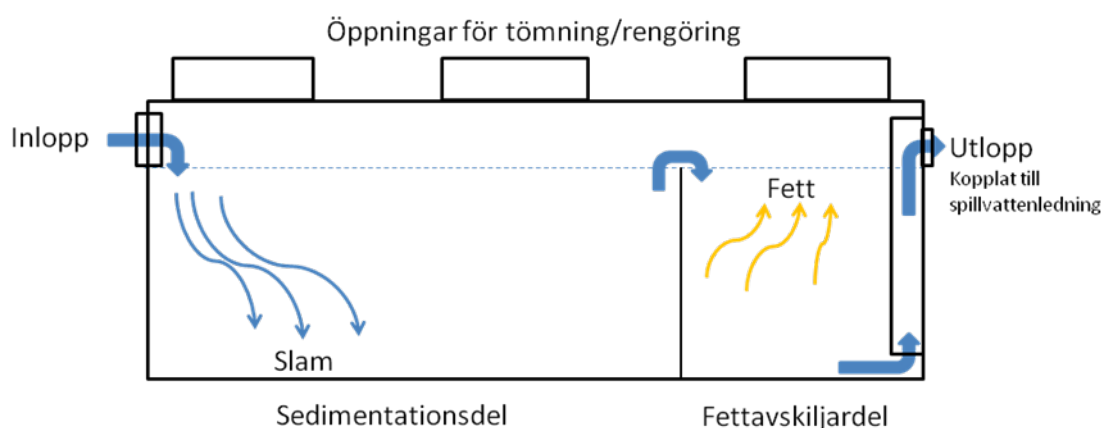 Öppningar för tömning/rengöring
Inlopp
Utlopp
Kopplat till
spillvattenledning
Fett
Slam
Sedimentationsdel
Fettavskiljardel